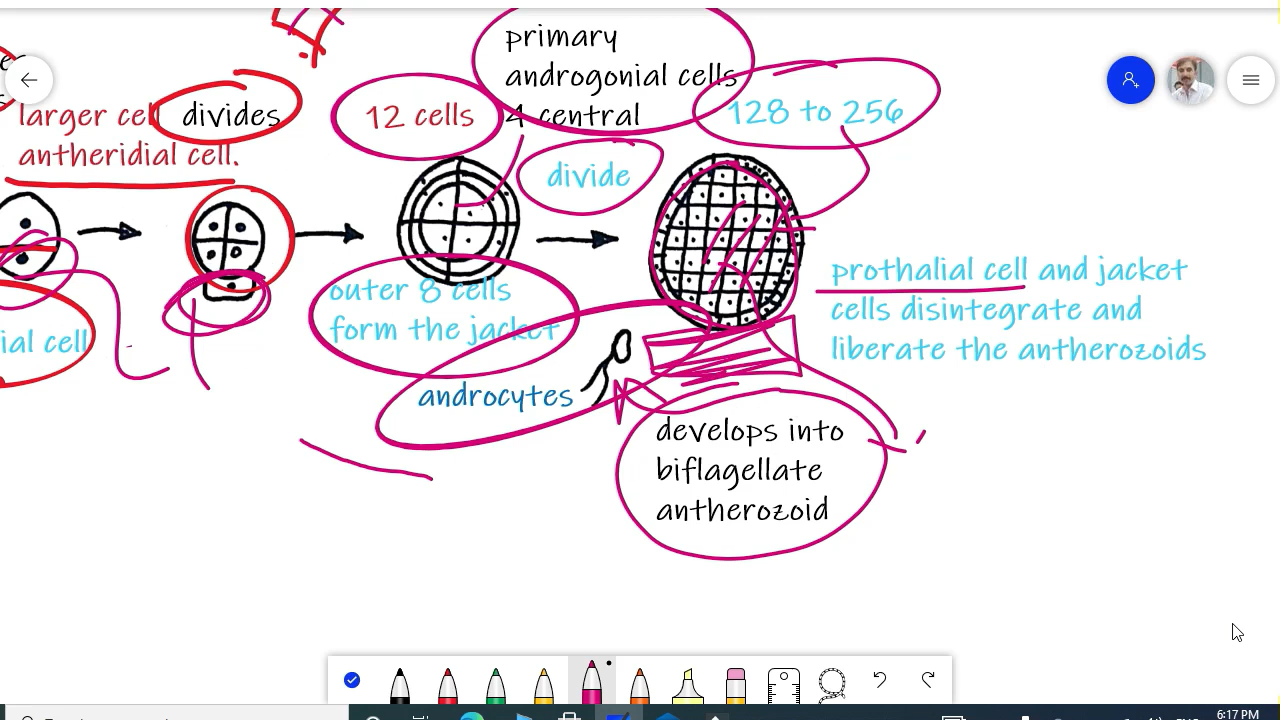 primary
androgonial cells
4 central
larger cell divides
antheridial cell.
12 cells
128 to 256
divide
outer 8 cells
form the jacket
androcytes
ial cell
prothalial cell and jacket
cells disintegrate and
liberate the antherozoids
develops into
biflagellate
antherozoid
6:17 PM